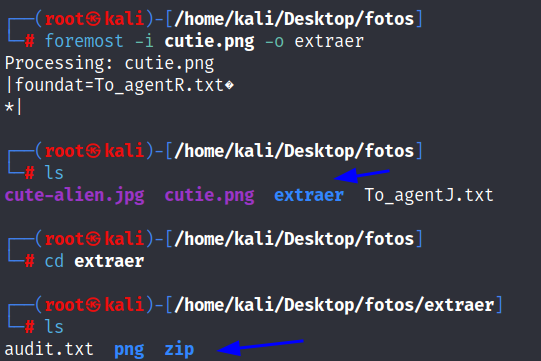 ┌──(root㉿kali)-[/home/kali/Desktop/fotos]
└─# foremost -i cutie.png -o extraer
Processing: cutie.png
|foundat=To_agentR.txt�
*|
┌──(root㉿kali)-[/home/kali/Desktop/fotos]
└─# ls
cute-alien.jpg  cutie.png  extraer  To_agentJ.txt
┌──(root㉿kali)-[/home/kali/Desktop/fotos]
└─# cd extraer
┌──(root㉿kali)-[/home/kali/Desktop/fotos/extraer]
└─# ls
audit.txt  png  zip